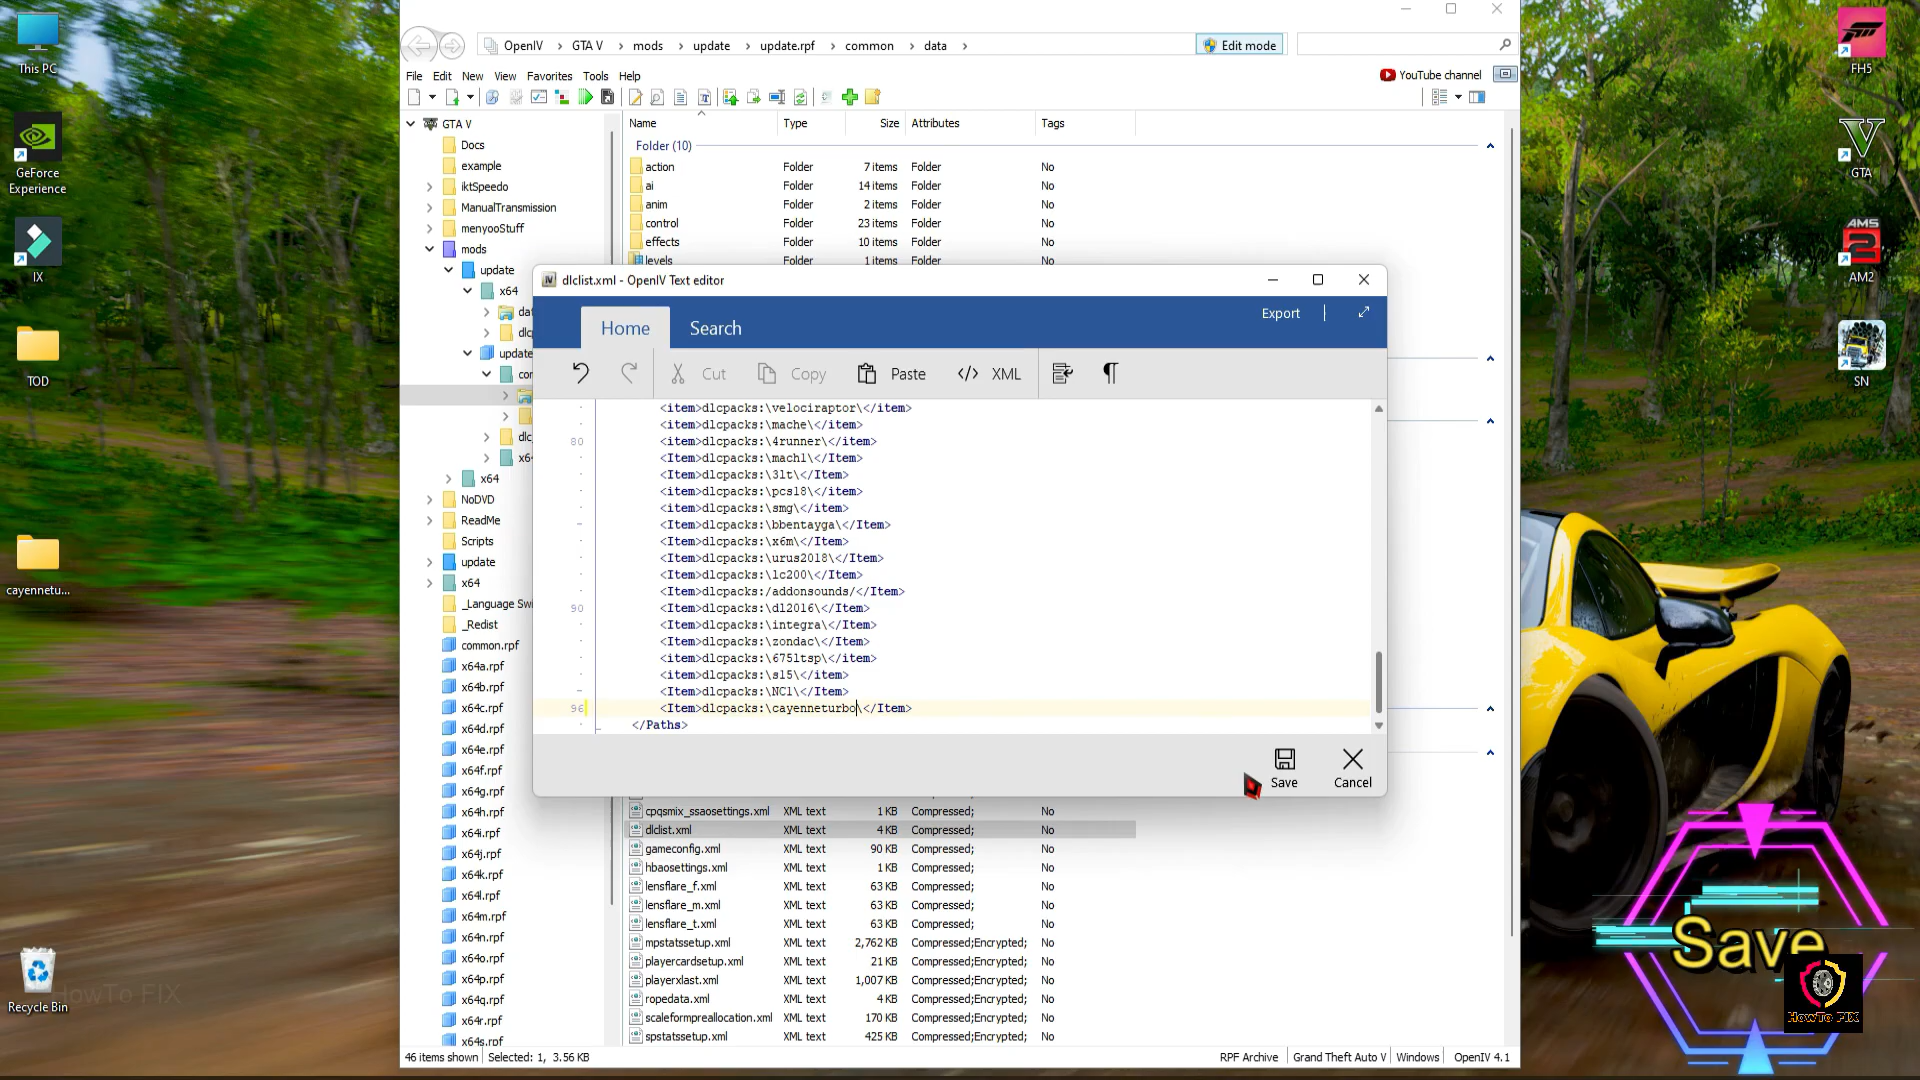 This PC
GeForce
Experience
IX
TOD
cayennetu...
Recycle Bin
HowTo FIX
OpenIV
GTA V
mods
update
update.rpf
common
data
Edit mode
File Edit New View Favorites Tools Help
YouTube channel
GTA V
Docs
example
iktSpeedo
ManualTransmission
menyooStuff
mods
update
x64
dlc
update
x64
NoDVD
ReadMe
Scripts
update
x64
_Redist
common.rpf
x64a.rpf
x64b.rpf
x64c.rpf
x64d.rpf
x64e.rpf
x64f.rpf
x64g.rpf
x64h.rpf
x64i.rpf
x64j.rpf
x64k.rpf
x64l.rpf
x64m.rpf
x64n.rpf
x64o.rpf
x64p.rpf
x64q.rpf
x64r.rpf
x64s.rpf
Name Type Size Attributes Tags
Folder (10)
action Folder 7 items Folder No
ai Folder 14 items Folder No
anim Folder 2 items Folder No
control Folder 23 items Folder No
effects Folder 10 items Folder No
levels Folder 1 items Folder No
dlclist.xml - OpenIV Text editor
Home Search Export
Cut Copy Paste </> XML
<item>dlcpacks:\velociraptor\</item>
<item>dlcpacks:\mache\</item>
80 <item>dlcpacks:\4runner\</item>
<Item>dlcpacks:\mach1\</Item>
<Item>dlcpacks:\3lt\</Item>
<item>dlcpacks:\pcs18\</item>
<item>dlcpacks:\smg\</item>
<Item>dlcpacks:\bbentayga\</Item>
<Item>dlcpacks:\x6m\</Item>
<Item>dlcpacks:\urus2018\</Item>
<Item>dlcpacks:\lc200\</Item>
<Item>dlcpacks:/addonsounds/</Item>
90 <Item>dlcpacks:\dl2016\</Item>
<Item>dlcpacks:\integra\</Item>
<Item>dlcpacks:\zondac\</Item>
<item>dlcpacks:\675ltsp\</item>
<item>dlcpacks:\s15\</item>
<Item>dlcpacks:\NC1\</Item>
96 <Item>dlcpacks:\cayenneturbo\</Item>
</Paths>
Save Cancel
cpqsmix_ssaosettings.xml XML text 1 KB Compressed; No
dlclist.xml XML text 4 KB Compressed; No
gameconfig.xml XML text 90 KB Compressed; No
hbaosettings.xml XML text 1 KB Compressed; No
lensflare_f.xml XML text 63 KB Compressed; No
lensflare_m.xml XML text 63 KB Compressed; No
lensflare_t.xml XML text 63 KB Compressed; No
mpstatssetup.xml XML text 2,762 KB Compressed;Encrypted; No
playercardsetup.xml XML text 21 KB Compressed;Encrypted; No
playerxlast.xml XML text 1,007 KB Compressed;Encrypted; No
ropedata.xml XML text 4 KB Compressed;Encrypted; No
scaleformpreallocation.xml XML text 170 KB Compressed;Encrypted; No
spstatssetup.xml XML text 425 KB Compressed;Encrypted; No
46 items shown Selected: 1, 3.56 KB
RPF Archive Grand Theft Auto V Windows OpenIV 4.1
FH5
GTA
AMS
2
AM2
SN
Save
HowTo FIX